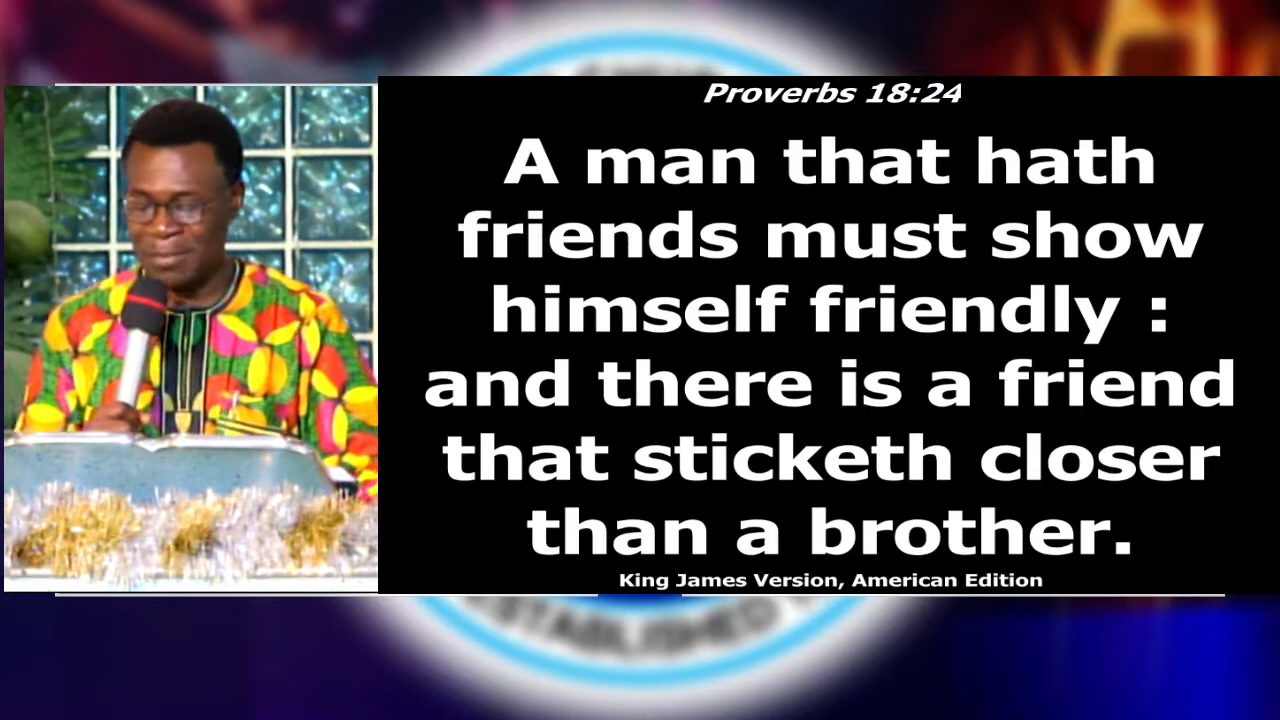 Proverbs 18:24
A man that hath
friends must show
himself friendly :
and there is a friend
that sticketh closer
than a brother.
King James Version, American Edition
ESTABLISHED